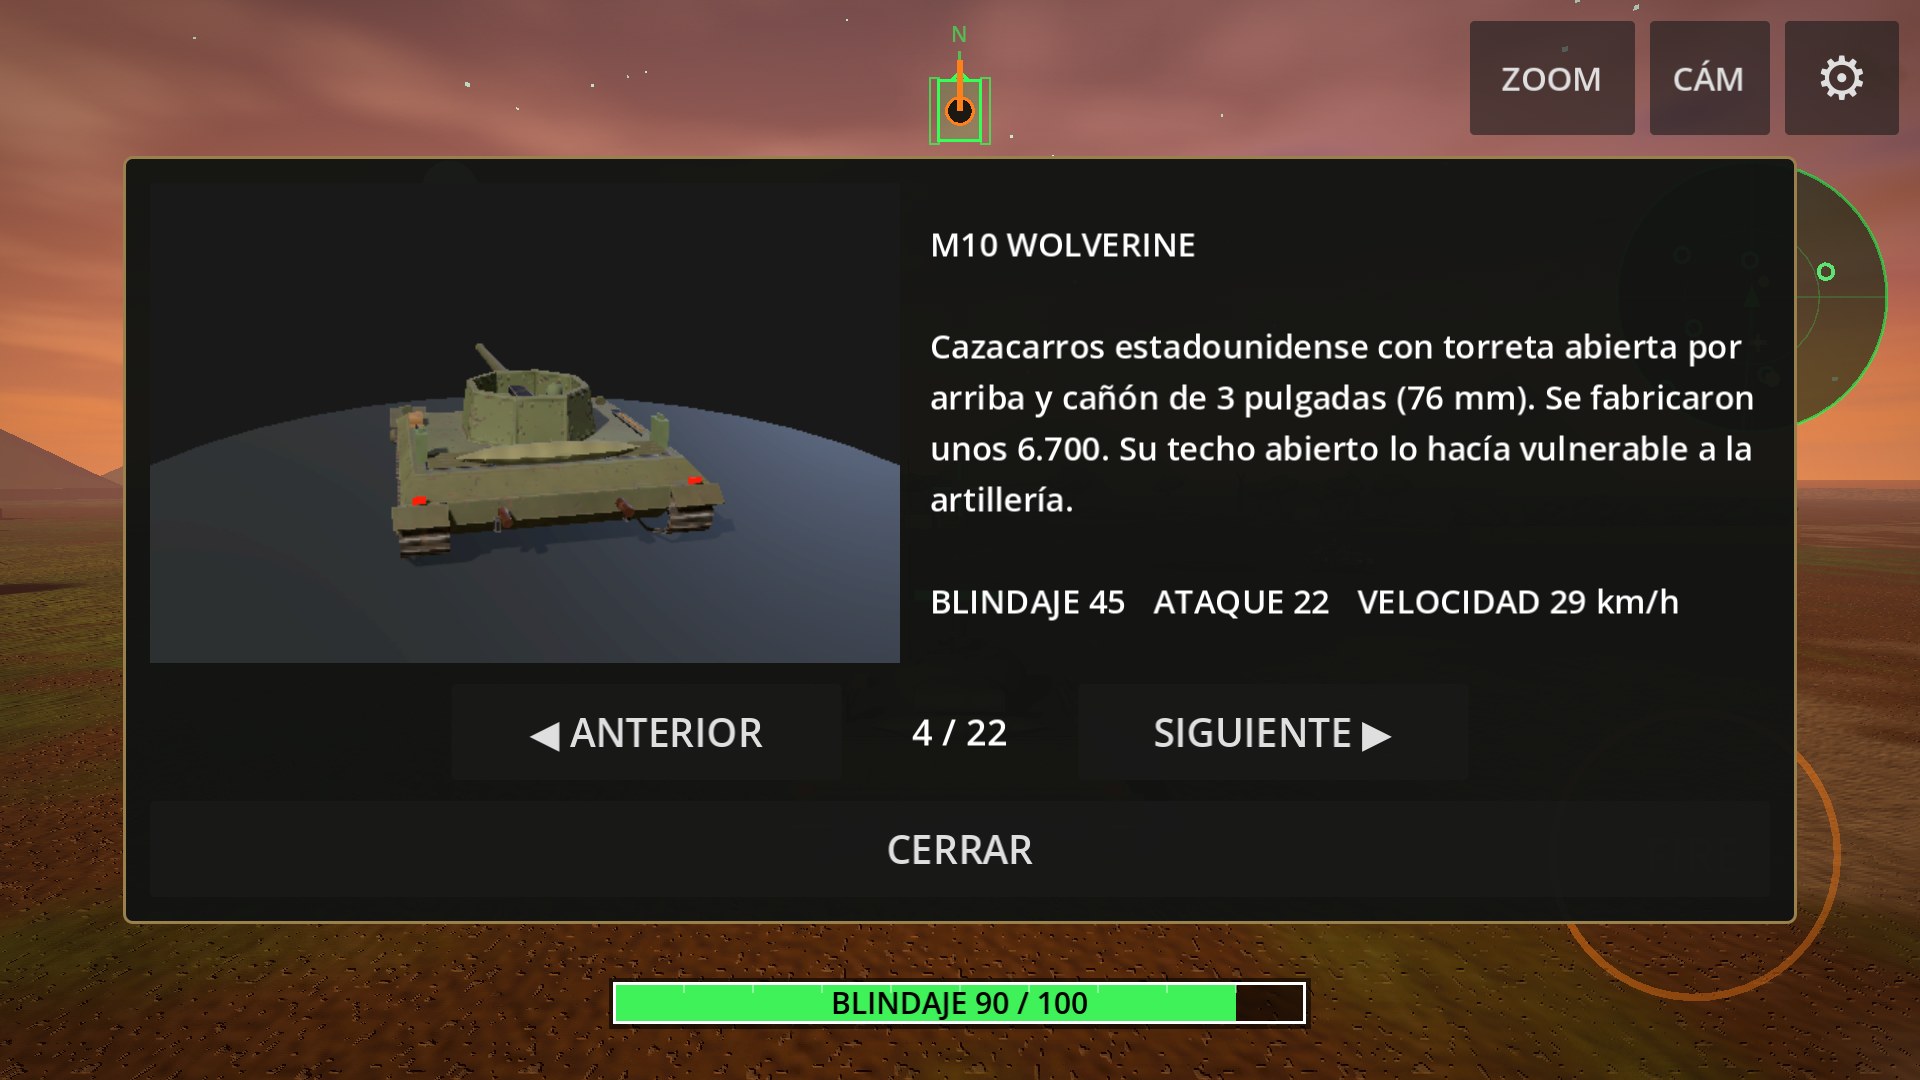 N
ZOOM
CÁM
M10 WOLVERINE
Cazacarros estadounidense con torreta abierta por
arriba y cañón de 3 pulgadas (76 mm). Se fabricaron
unos 6.700. Su techo abierto lo hacía vulnerable a la
artillería.
BLINDAJE 45 ATAQUE 22 VELOCIDAD 29 km/h
◀ ANTERIOR
4 / 22
SIGUIENTE ▶
CERRAR
BLINDAJE 90 / 100